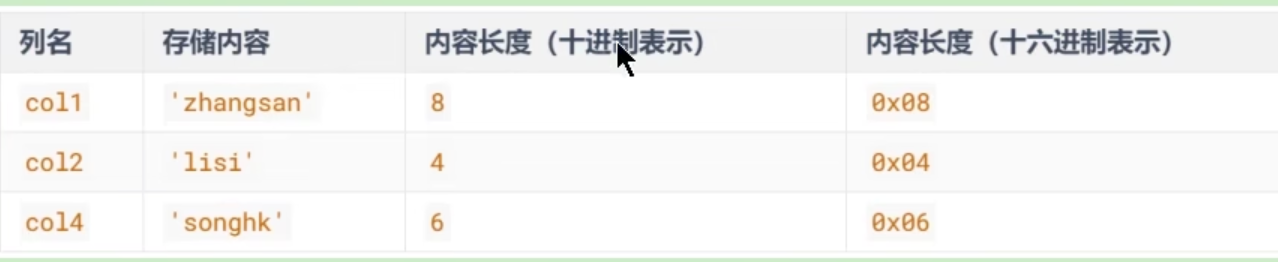 列名 存储内容 内容长度（十进制表示） 内容长度（十六进制表示）
col1 'zhangsan' 8 0x08
col2 'lisi' 4 0x04
col4 'songhk' 6 0x06